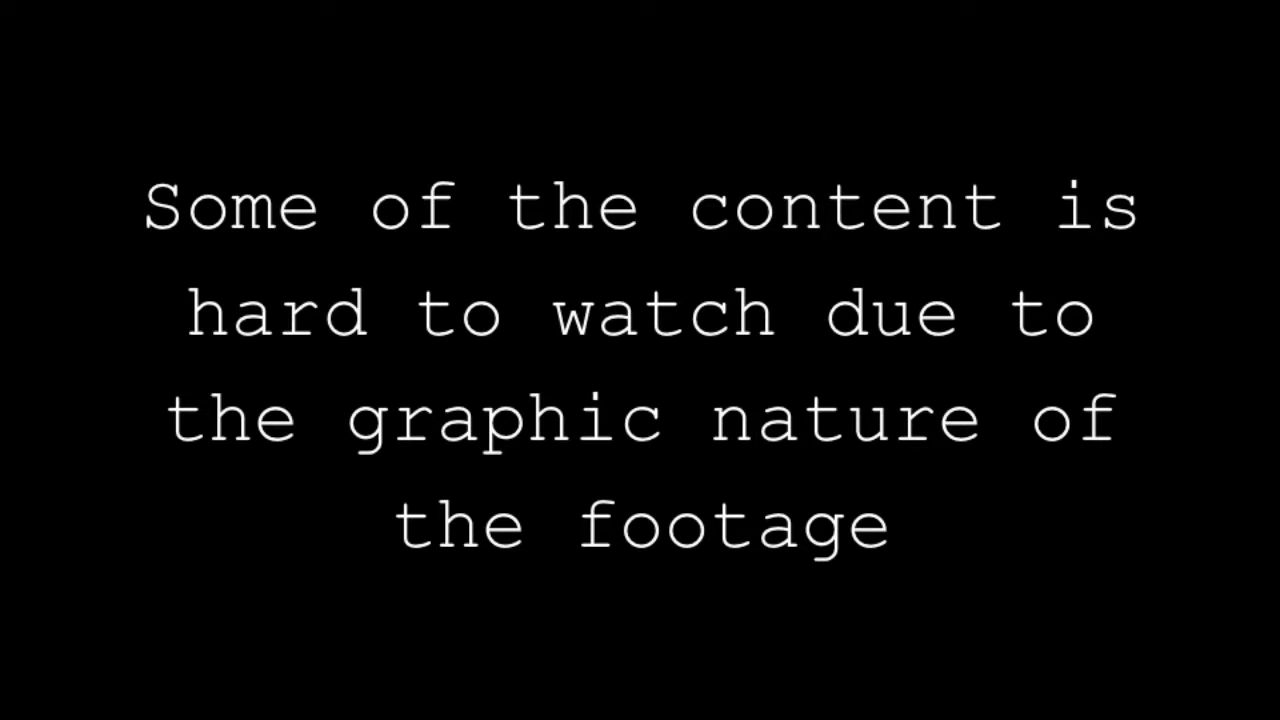 Some of the content is
hard to watch due to
the graphic nature of
the footage